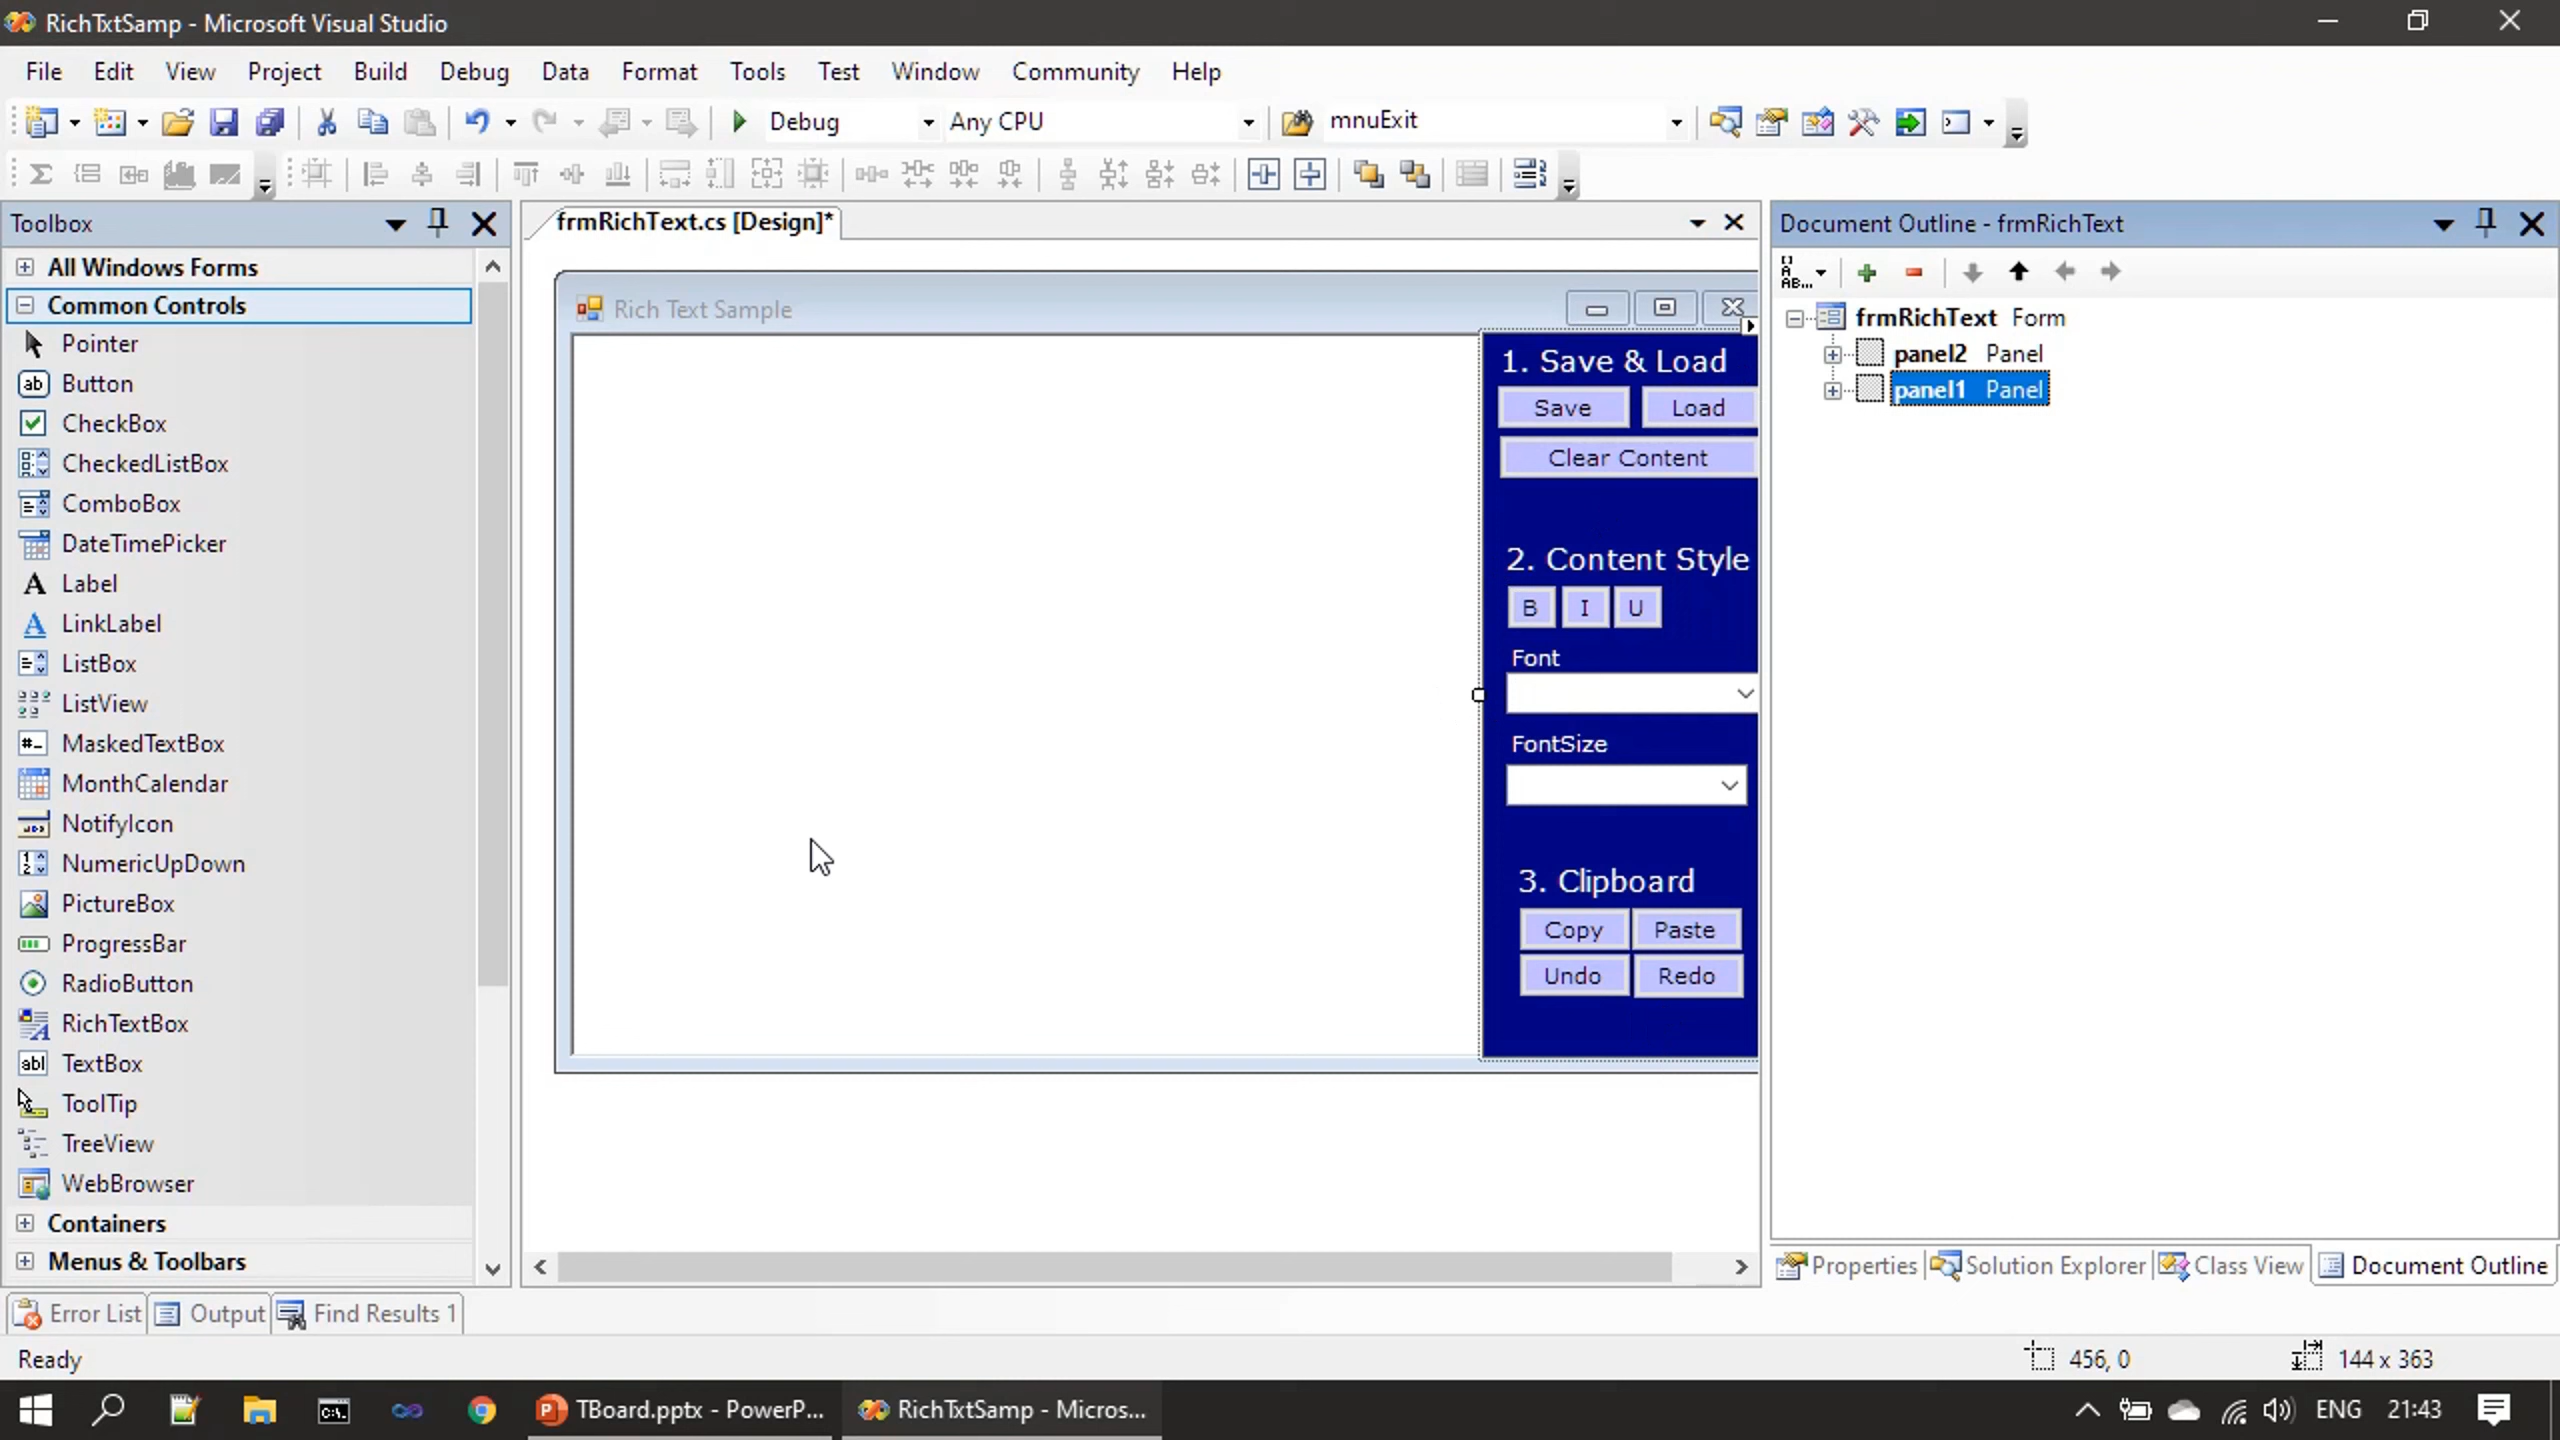 RichTxtSamp - Microsoft Visual Studio
File Edit View Project Build Debug Data Format Tools Test Window Community Help
Debug Any CPU mnuExit
Toolbox
All Windows Forms
Common Controls
Pointer
Button
CheckBox
CheckedListBox
ComboBox
DateTimePicker
Label
LinkLabel
ListBox
ListView
MaskedTextBox
MonthCalendar
NotifyIcon
NumericUpDown
PictureBox
ProgressBar
RadioButton
RichTextBox
TextBox
ToolTip
TreeView
WebBrowser
Containers
Menus & Toolbars
frmRichText.cs [Design]*
Rich Text Sample
1. Save & Load
Save Load
Clear Content
2. Content Style
B I U
Font
FontSize
3. Clipboard
Copy Paste
Undo Redo
Document Outline - frmRichText
frmRichText Form
panel2 Panel
panel1 Panel
Properties Solution Explorer Class View Document Outline
Error List Output Find Results 1
Ready 456, 0 144 x 363
TBoard.pptx - PowerP... RichTxtSamp - Micros... ENG 21:43